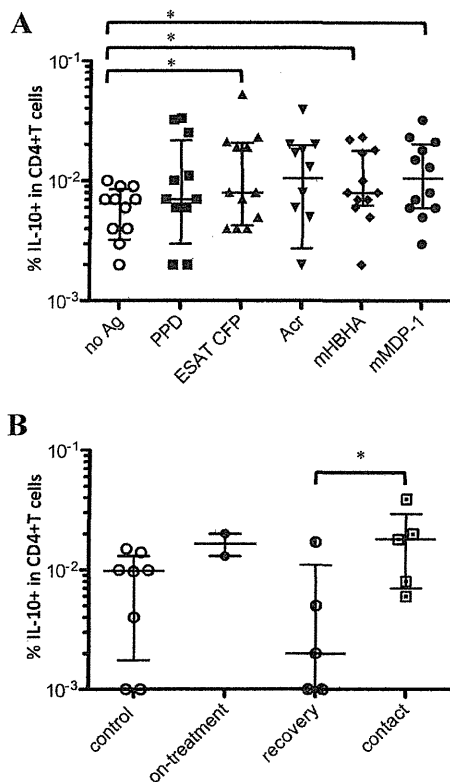 A
*
*
*
% IL-10+ in CD4+T cells
10-1
10-2
10-3
no Ag
PPD
ESAT CFP
Acr
mHBHA
mMDP-1
B
*
% IL-10+ in CD4+T cells
10-1
10-2
10-3
control
on-treatment
recovery
contact